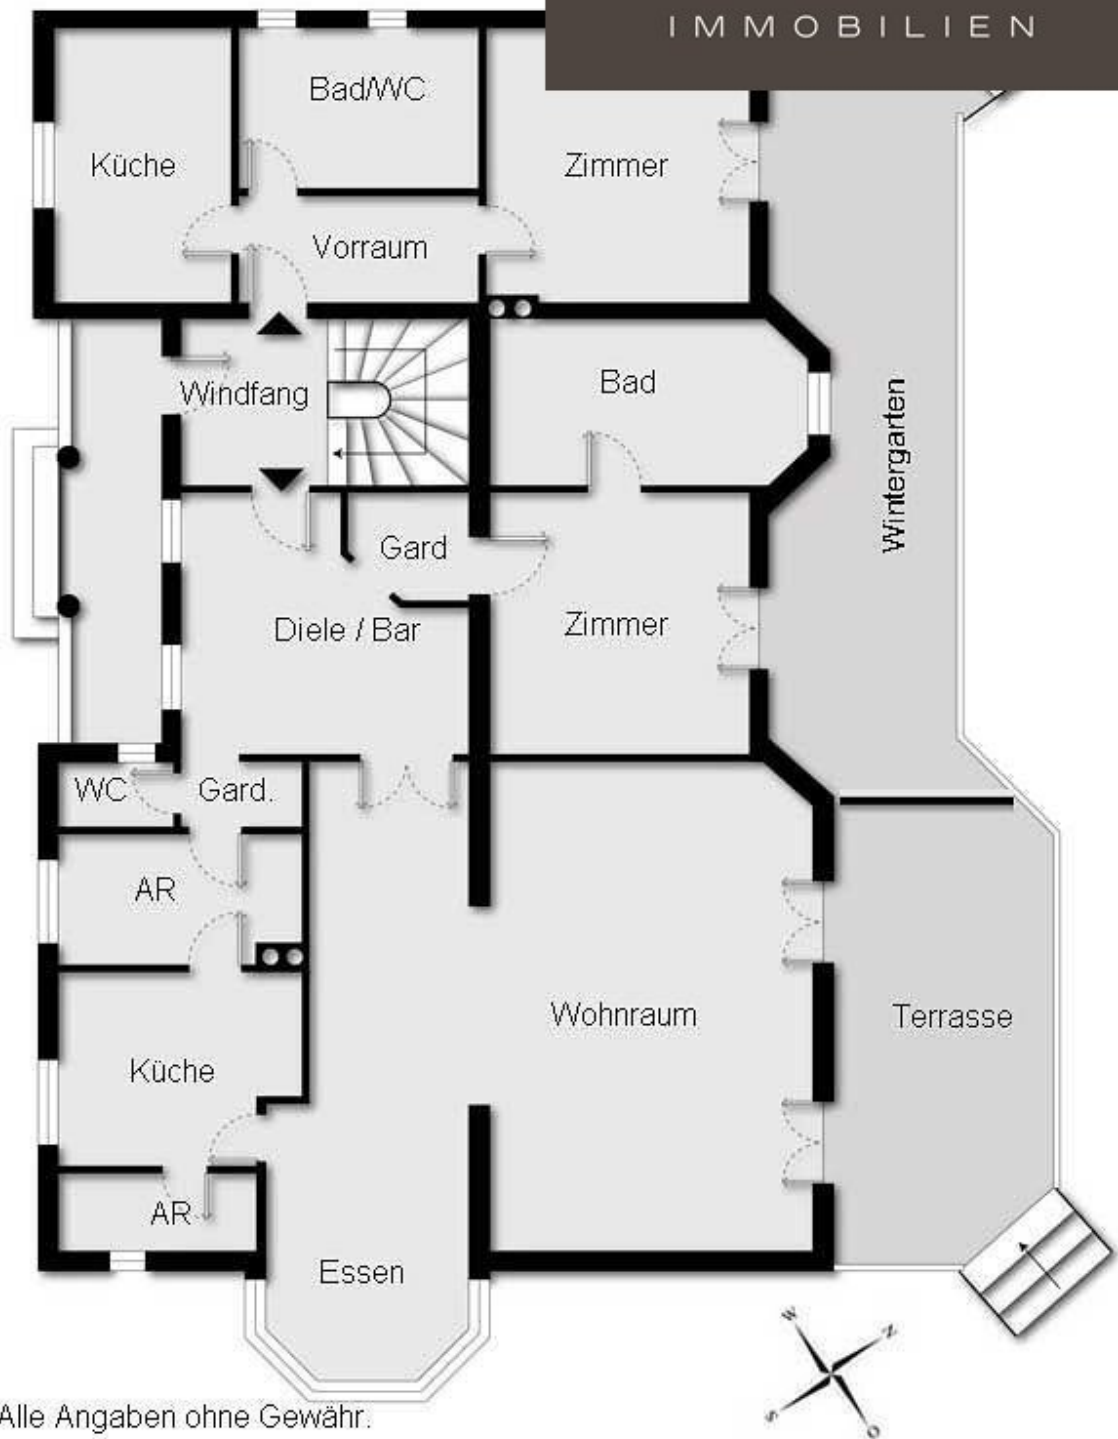 IMMOBILIEN
Bad/WC
Küche
Zimmer
Vorraum
Windfang
Bad
Wintergarten
Gard
Diele / Bar
Zimmer
WC
Gard.
AR
Wohnraum
Terrasse
Küche
AR
Essen
W
N
S
O
Alle Angaben ohne Gewähr.